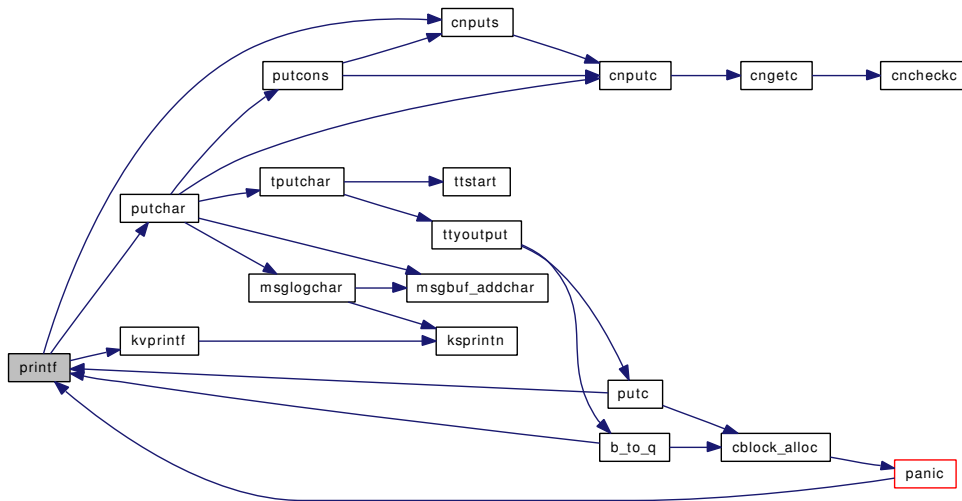 cnputs
putcons
cnputc
cngetc
cncheckc
tputchar
ttstart
putchar
ttyoutput
msglogchar
msgbuf_addchar
kvprintf
ksprintn
printf
putc
b_to_q
cblock_alloc
panic